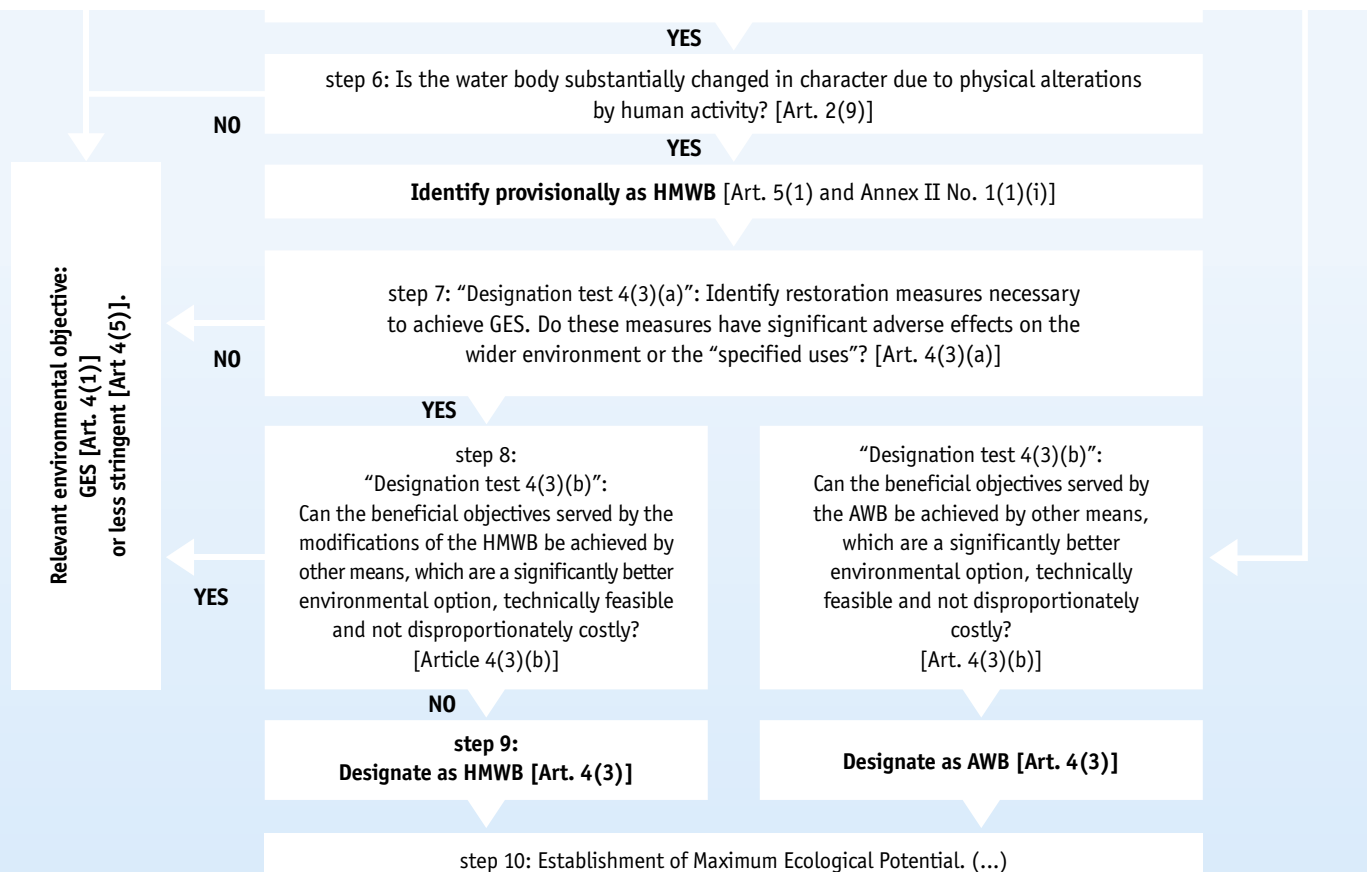 YES
step 6: Is the water body substantially changed in character due to physical alterations
by human activity? [Art. 2(9)]
NO
YES
Identify provisionally as HMWB [Art. 5(1) and Annex II No. 1(1)(i)]
Relevant environmental objective:
GES [Art. 4(1)]
or less stringent [Art 4(5)].
step 7: “Designation test 4(3)(a)”: Identify restoration measures necessary
to achieve GES. Do these measures have significant adverse effects on the
wider environment or the “specified uses”? [Art. 4(3)(a)]
NO
YES
step 8:
“Designation test 4(3)(b)”:
Can the beneficial objectives served by the
modifications of the HMWB be achieved by
other means, which are a significantly better
environmental option, technically feasible
and not disproportionately costly?
[Article 4(3)(b)]
YES
“Designation test 4(3)(b)”:
Can the beneficial objectives served by
the AWB be achieved by other means,
which are a significantly better
environmental option, technically
feasible and not disproportionately
costly?
[Art. 4(3)(b)]
NO
step 9:
Designate as HMWB [Art. 4(3)]
Designate as AWB [Art. 4(3)]
step 10: Establishment of Maximum Ecological Potential. (...)